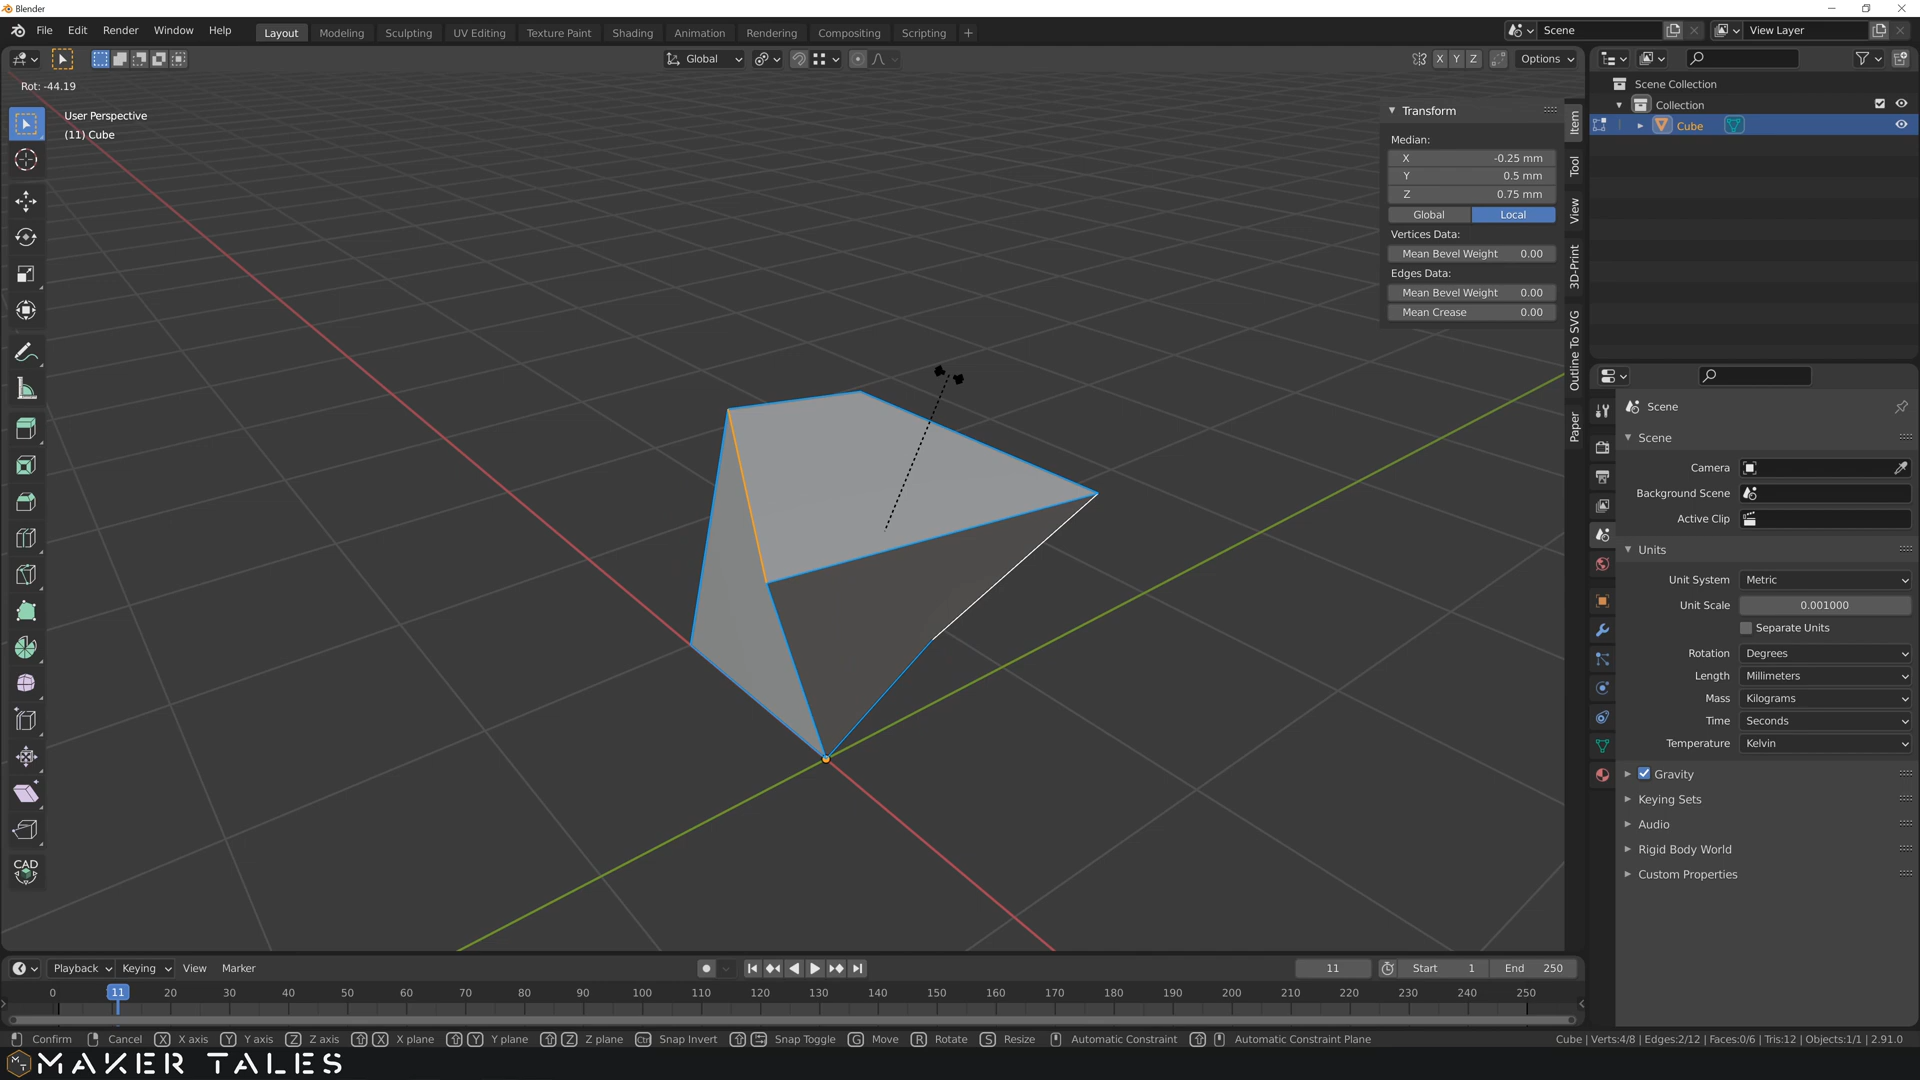 Blender
File Edit Render Window Help Layout Modeling Sculpting UV Editing Texture Paint Shading Animation Rendering Compositing Scripting + Scene View Layer
Global X Y Z Options
Rot: -44.19
User Perspective
(11) Cube
Transform
Median:
X -0.25 mm
Y 0.5 mm
Z 0.75 mm
Global Local
Vertices Data:
Mean Bevel Weight 0.00
Edges Data:
Mean Bevel Weight 0.00
Mean Crease 0.00
Item
Tool
View
3D-Print
Outline To SVG
Paper
Scene Collection
Collection
Cube
Scene
Scene
Camera
Background Scene
Active Clip
Units
Unit System Metric
Unit Scale 0.001000
Separate Units
Rotation Degrees
Length Millimeters
Mass Kilograms
Time Seconds
Temperature Kelvin
Gravity
Keying Sets
Audio
Rigid Body World
Custom Properties
CAD
Playback Keying View Marker 11 Start 1 End 250
0 11 20 30 40 50 60 70 80 90 100 110 120 130 140 150 160 170 180 190 200 210 220 230 240 250
Confirm Cancel X X axis Y Y axis Z Z axis X X plane Y Y plane Z Z plane Ctrl Snap Invert Snap Toggle G Move R Rotate S Resize Automatic Constraint Automatic Constraint Plane Cube | Verts:4/8 | Edges:2/12 | Faces:0/6 | Tris:12 | Objects:1/1 | 2.91.0
MAKER TALES